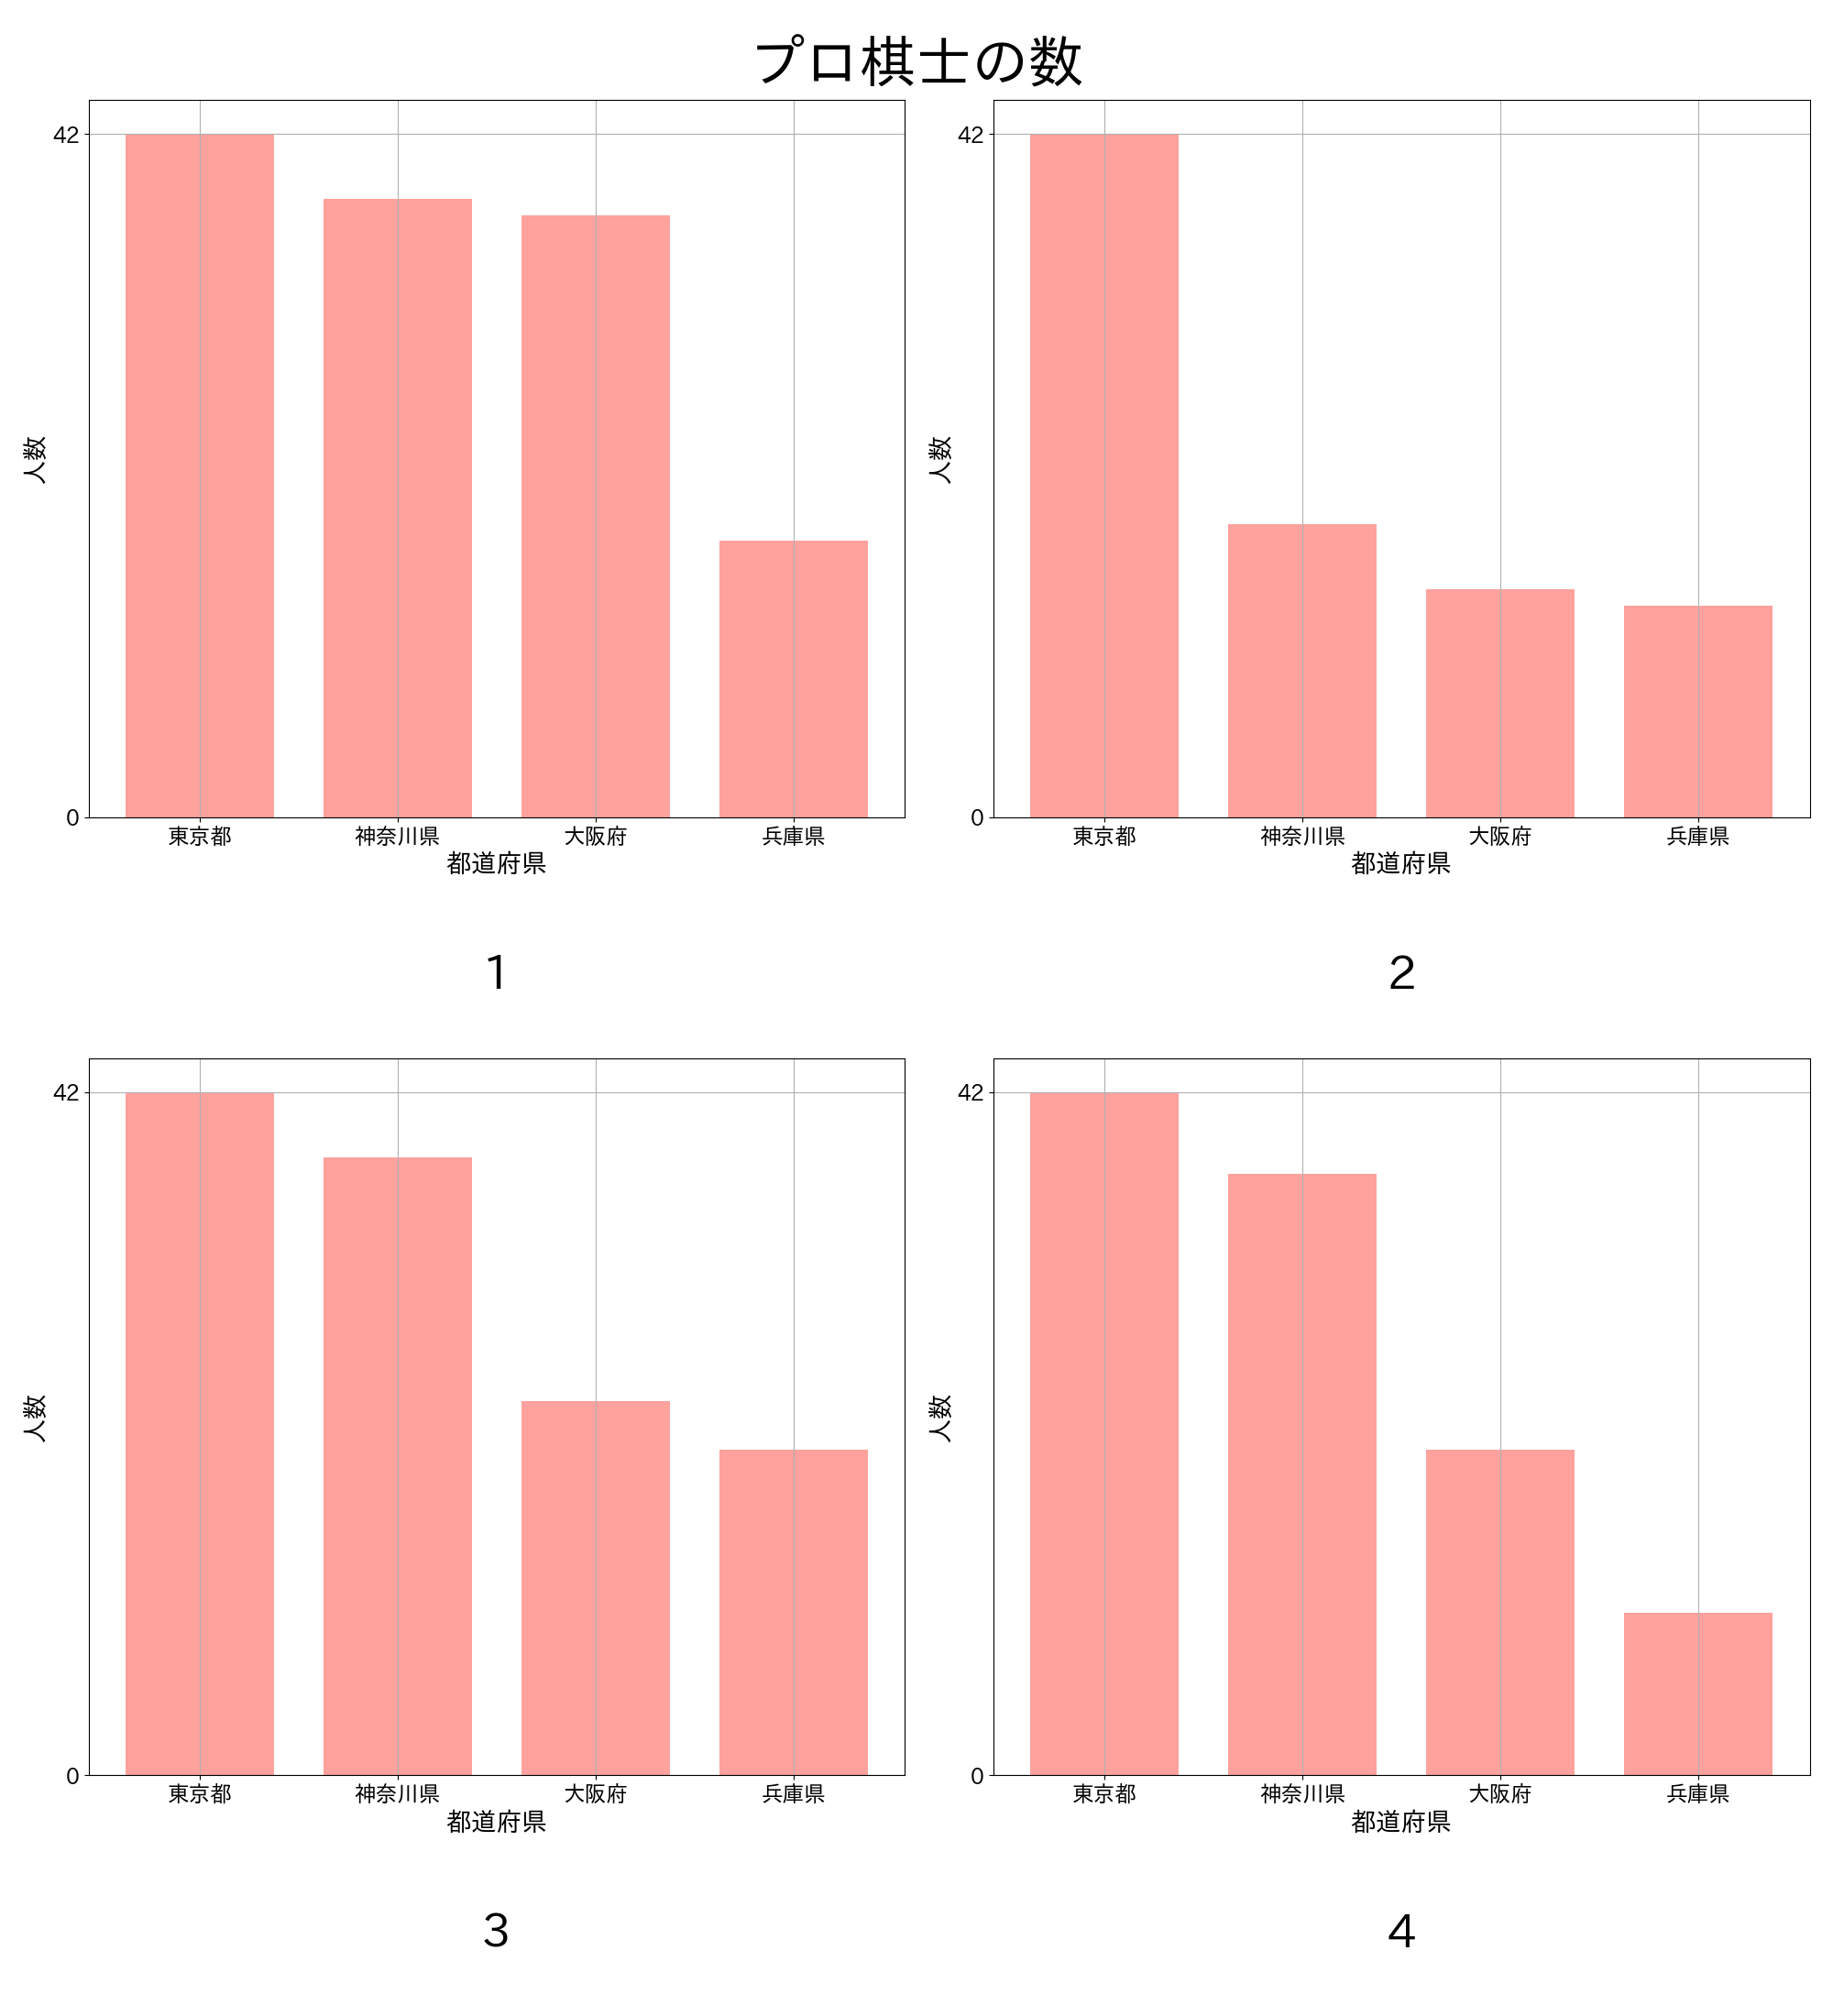 プロ棋士の数
42
0
人数
東京都 神奈川県 大阪府 兵庫県
都道府県
1
42
0
人数
東京都 神奈川県 大阪府 兵庫県
都道府県
2
42
0
人数
東京都 神奈川県 大阪府 兵庫県
都道府県
3
42
0
人数
東京都 神奈川県 大阪府 兵庫県
都道府県
4